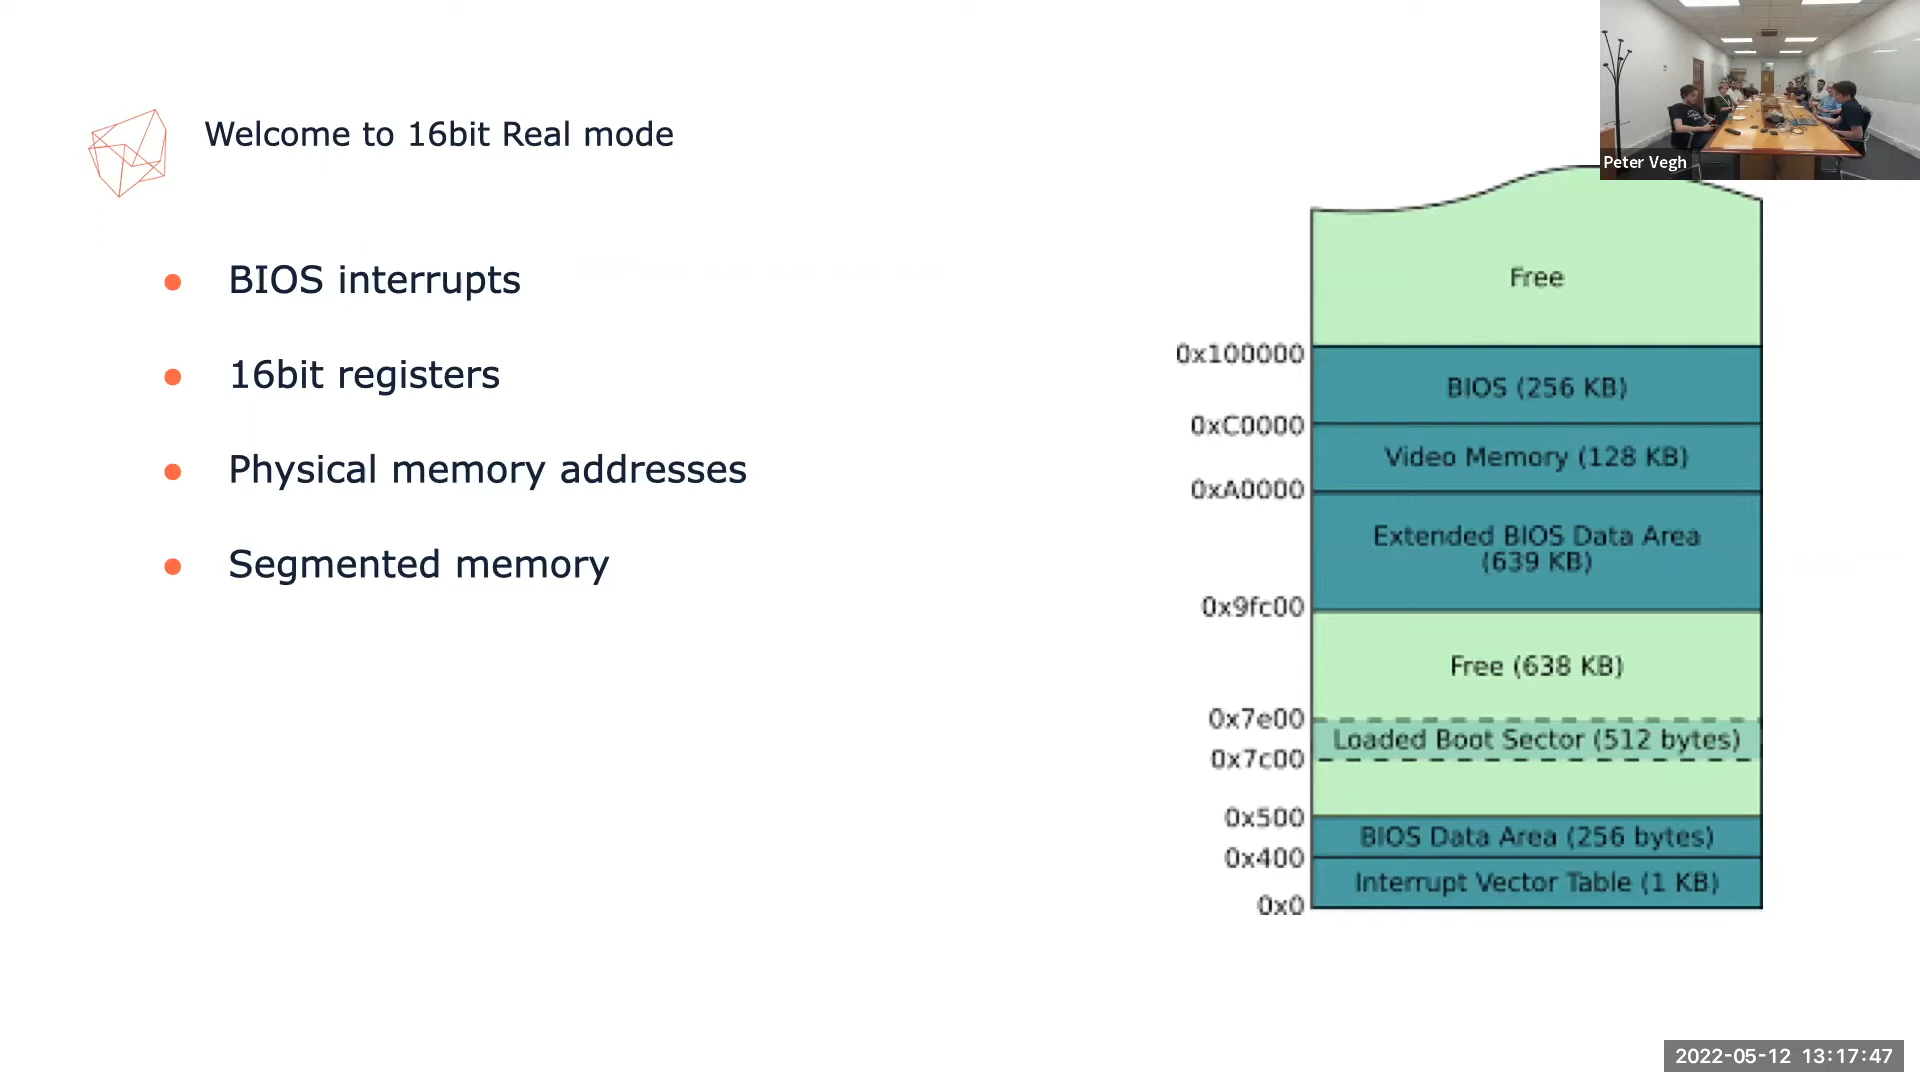 Welcome to 16bit Real mode
BIOS interrupts
16bit registers
Physical memory addresses
Segmented memory
Peter Vegh
Free
0x100000
BIOS (256 KB)
0xC0000
Video Memory (128 KB)
0xA0000
Extended BIOS Data Area
(639 KB)
0x9fc00
Free (638 KB)
0x7e00
Loaded Boot Sector (512 bytes)
0x7c00
0x500
BIOS Data Area (256 bytes)
0x400
Interrupt Vector Table (1 KB)
0x0
2022-05-12 13:17:47